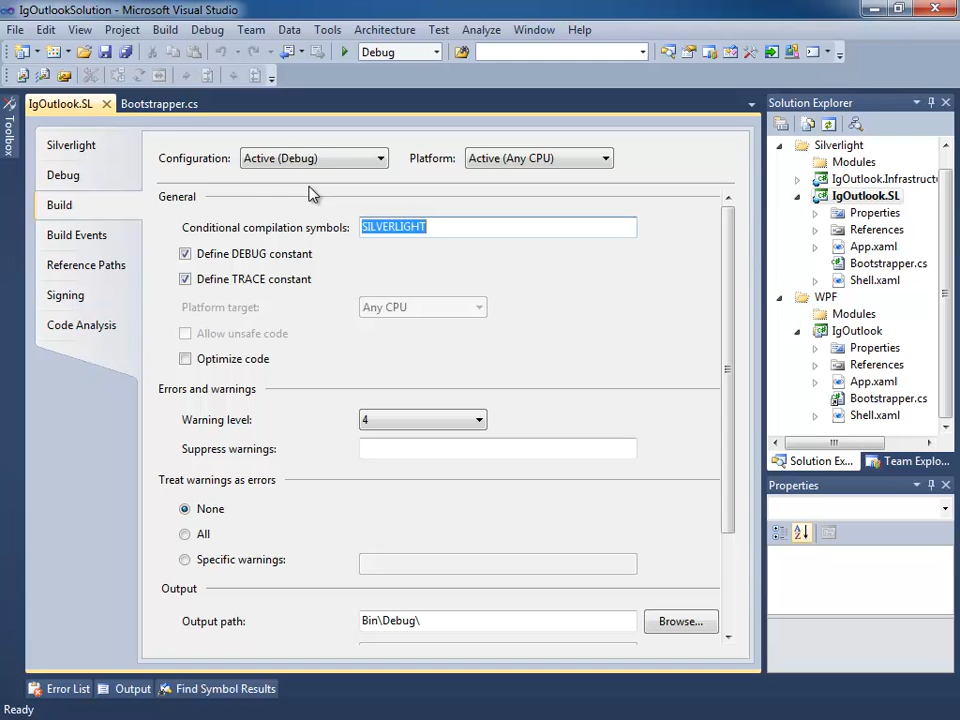 IgOutlookSolution - Microsoft Visual Studio
File Edit View Project Build Debug Team Data Tools Architecture Test Analyze Window Help
Debug
IgOutlook.SL Bootstrapper.cs
Toolbox
Silverlight
Debug
Build
Build Events
Reference Paths
Signing
Code Analysis
Configuration: Active (Debug) Platform: Active (Any CPU)
General
Conditional compilation symbols: SILVERLIGHT
Define DEBUG constant
Define TRACE constant
Platform target: Any CPU
Allow unsafe code
Optimize code
Errors and warnings
Warning level: 4
Suppress warnings:
Treat warnings as errors
None
All
Specific warnings:
Output
Output path: Bin\Debug\ Browse...
Solution Explorer
Silverlight
Modules
IgOutlook.Infrastruct
IgOutlook.SL
Properties
References
App.xaml
Bootstrapper.cs
Shell.xaml
WPF
Modules
IgOutlook
Properties
References
App.xaml
Bootstrapper.cs
Shell.xaml
Solution Ex... Team Explo...
Properties
Error List Output Find Symbol Results
Ready